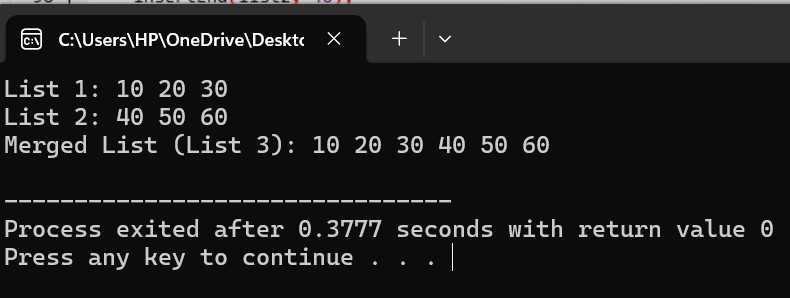 C:\Users\HP\OneDrive\Deskto
List 1: 10 20 30
List 2: 40 50 60
Merged List (List 3): 10 20 30 40 50 60
--------------------------------
Process exited after 0.3777 seconds with return value 0
Press any key to continue . . .